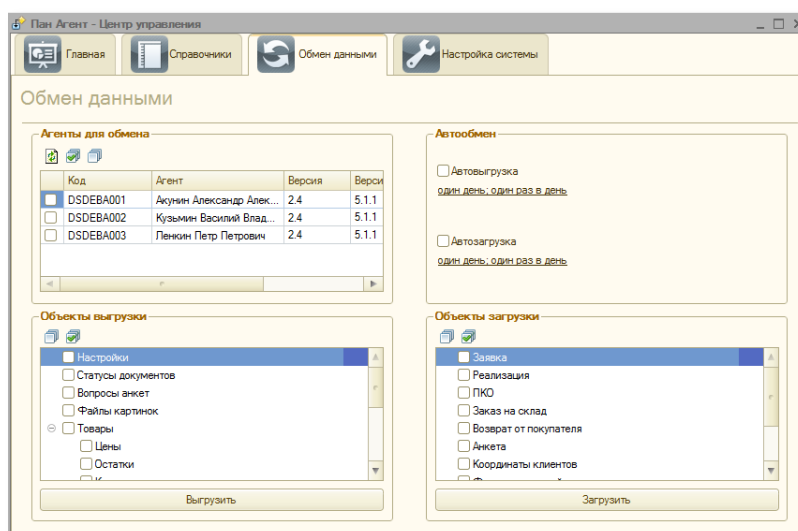 Пан Агент - Центр управления
Главная
Справочники
Обмен данными
Настройка системы
Обмен данными
Агенты для обмена
Код Агент Версия Верси
DSDEBA001 Акунин Александр Алек... 2.4 5.1.1
DSDEBA002 Кузьмин Василий Влад... 2.4 5.1.1
DSDEBA003 Пенкин Петр Петрович 2.4 5.1.1
Автообмен
Автовыгрузка
один день; один раз в день
Автозагрузка
один день; один раз в день
Объекты выгрузки
Настройки
Статусы документов
Вопросы анкет
Файлы картинок
Товары
Цены
Остатки
Выгрузить
Объекты загрузки
Заявка
Реализация
ПКО
Заказ на склад
Возврат от покупателя
Анкета
Координаты клиентов
Загрузить